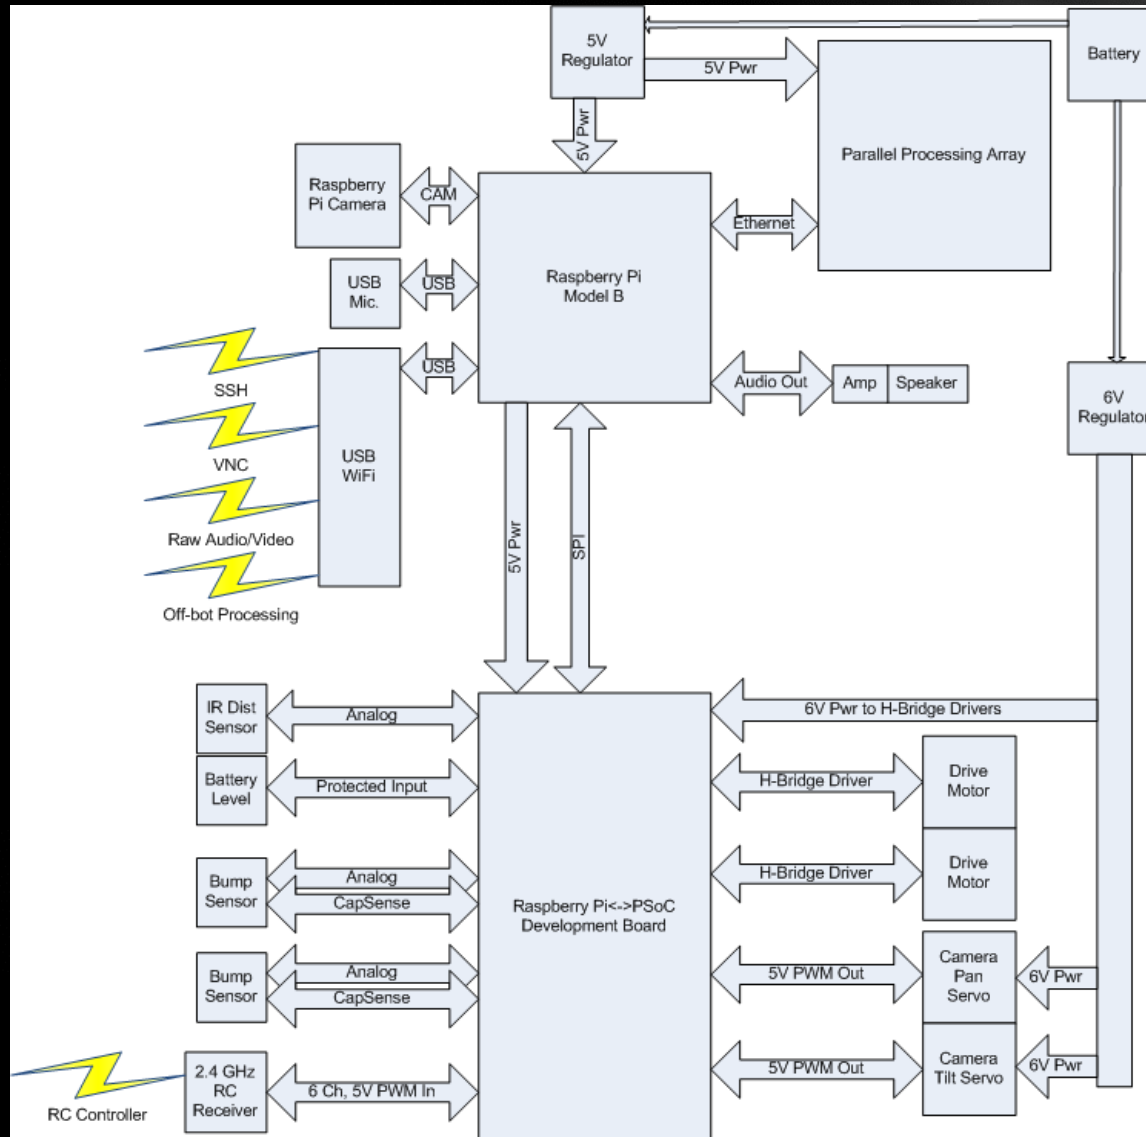 5V
Regulator
Battery
5V Pwr
5V Pwr
Parallel Processing Array
Raspberry
Pi Camera
CAM
Ethernet
Raspberry Pi
Model B
USB
Mic.
USB
USB
SSH
Audio Out
Amp
Speaker
6V
Regulator
VNC
USB
WiFi
Raw Audio/Video
5V Pwr
SPI
Off-bot Processing
IR Dist
Sensor
Analog
6V Pwr to H-Bridge Drivers
Battery
Level
Protected Input
H-Bridge Driver
Drive
Motor
Bump
Sensor
Analog
CapSense
H-Bridge Driver
Drive
Motor
Raspberry Pi<->PSoC
Development Board
Bump
Sensor
Analog
CapSense
5V PWM Out
Camera
Pan
Servo
6V Pwr
2.4 GHz
RC
Receiver
6 Ch, 5V PWM In
RC Controller
5V PWM Out
Camera
Tilt Servo
6V Pwr